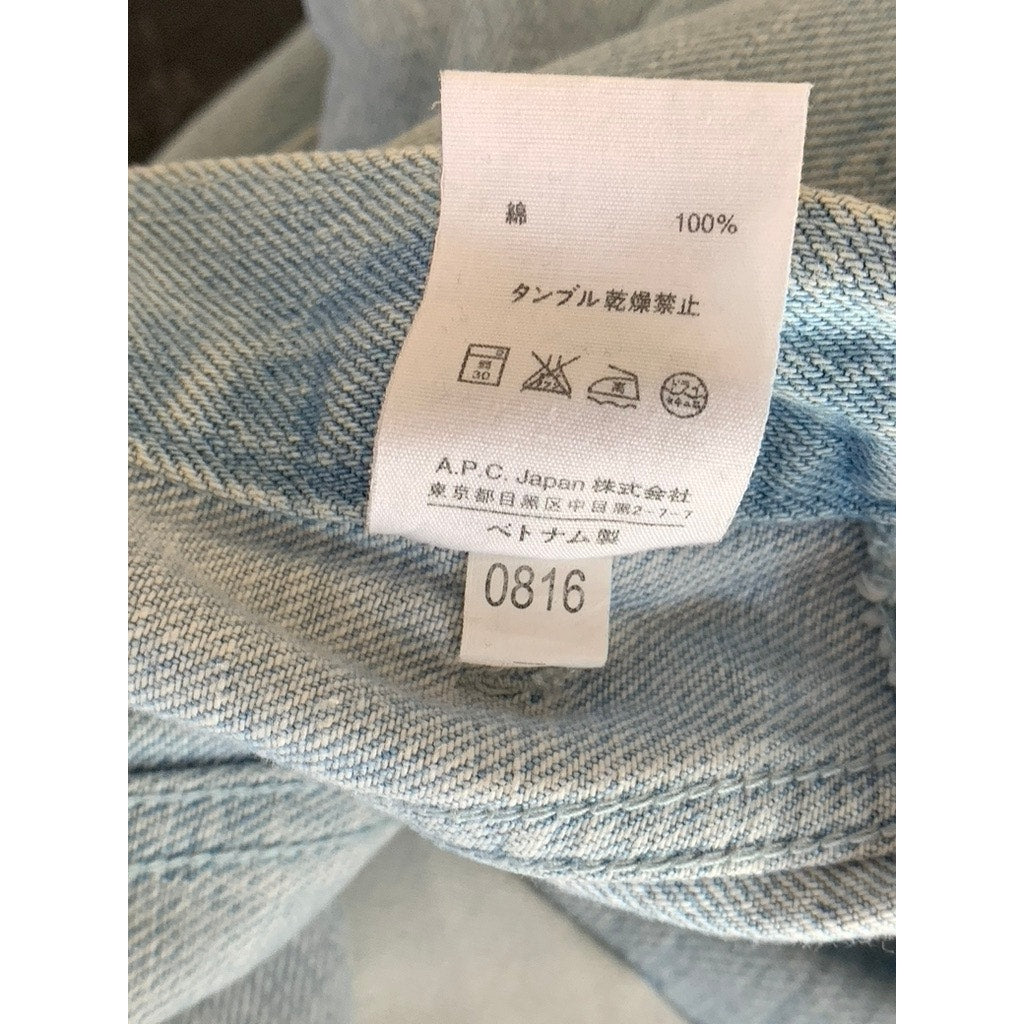 綿 100%
タンブル乾燥禁止
30
A.P.C. Japan 株式会社
東京都目黒区中目黒2-7-7
ベトナム製
0816